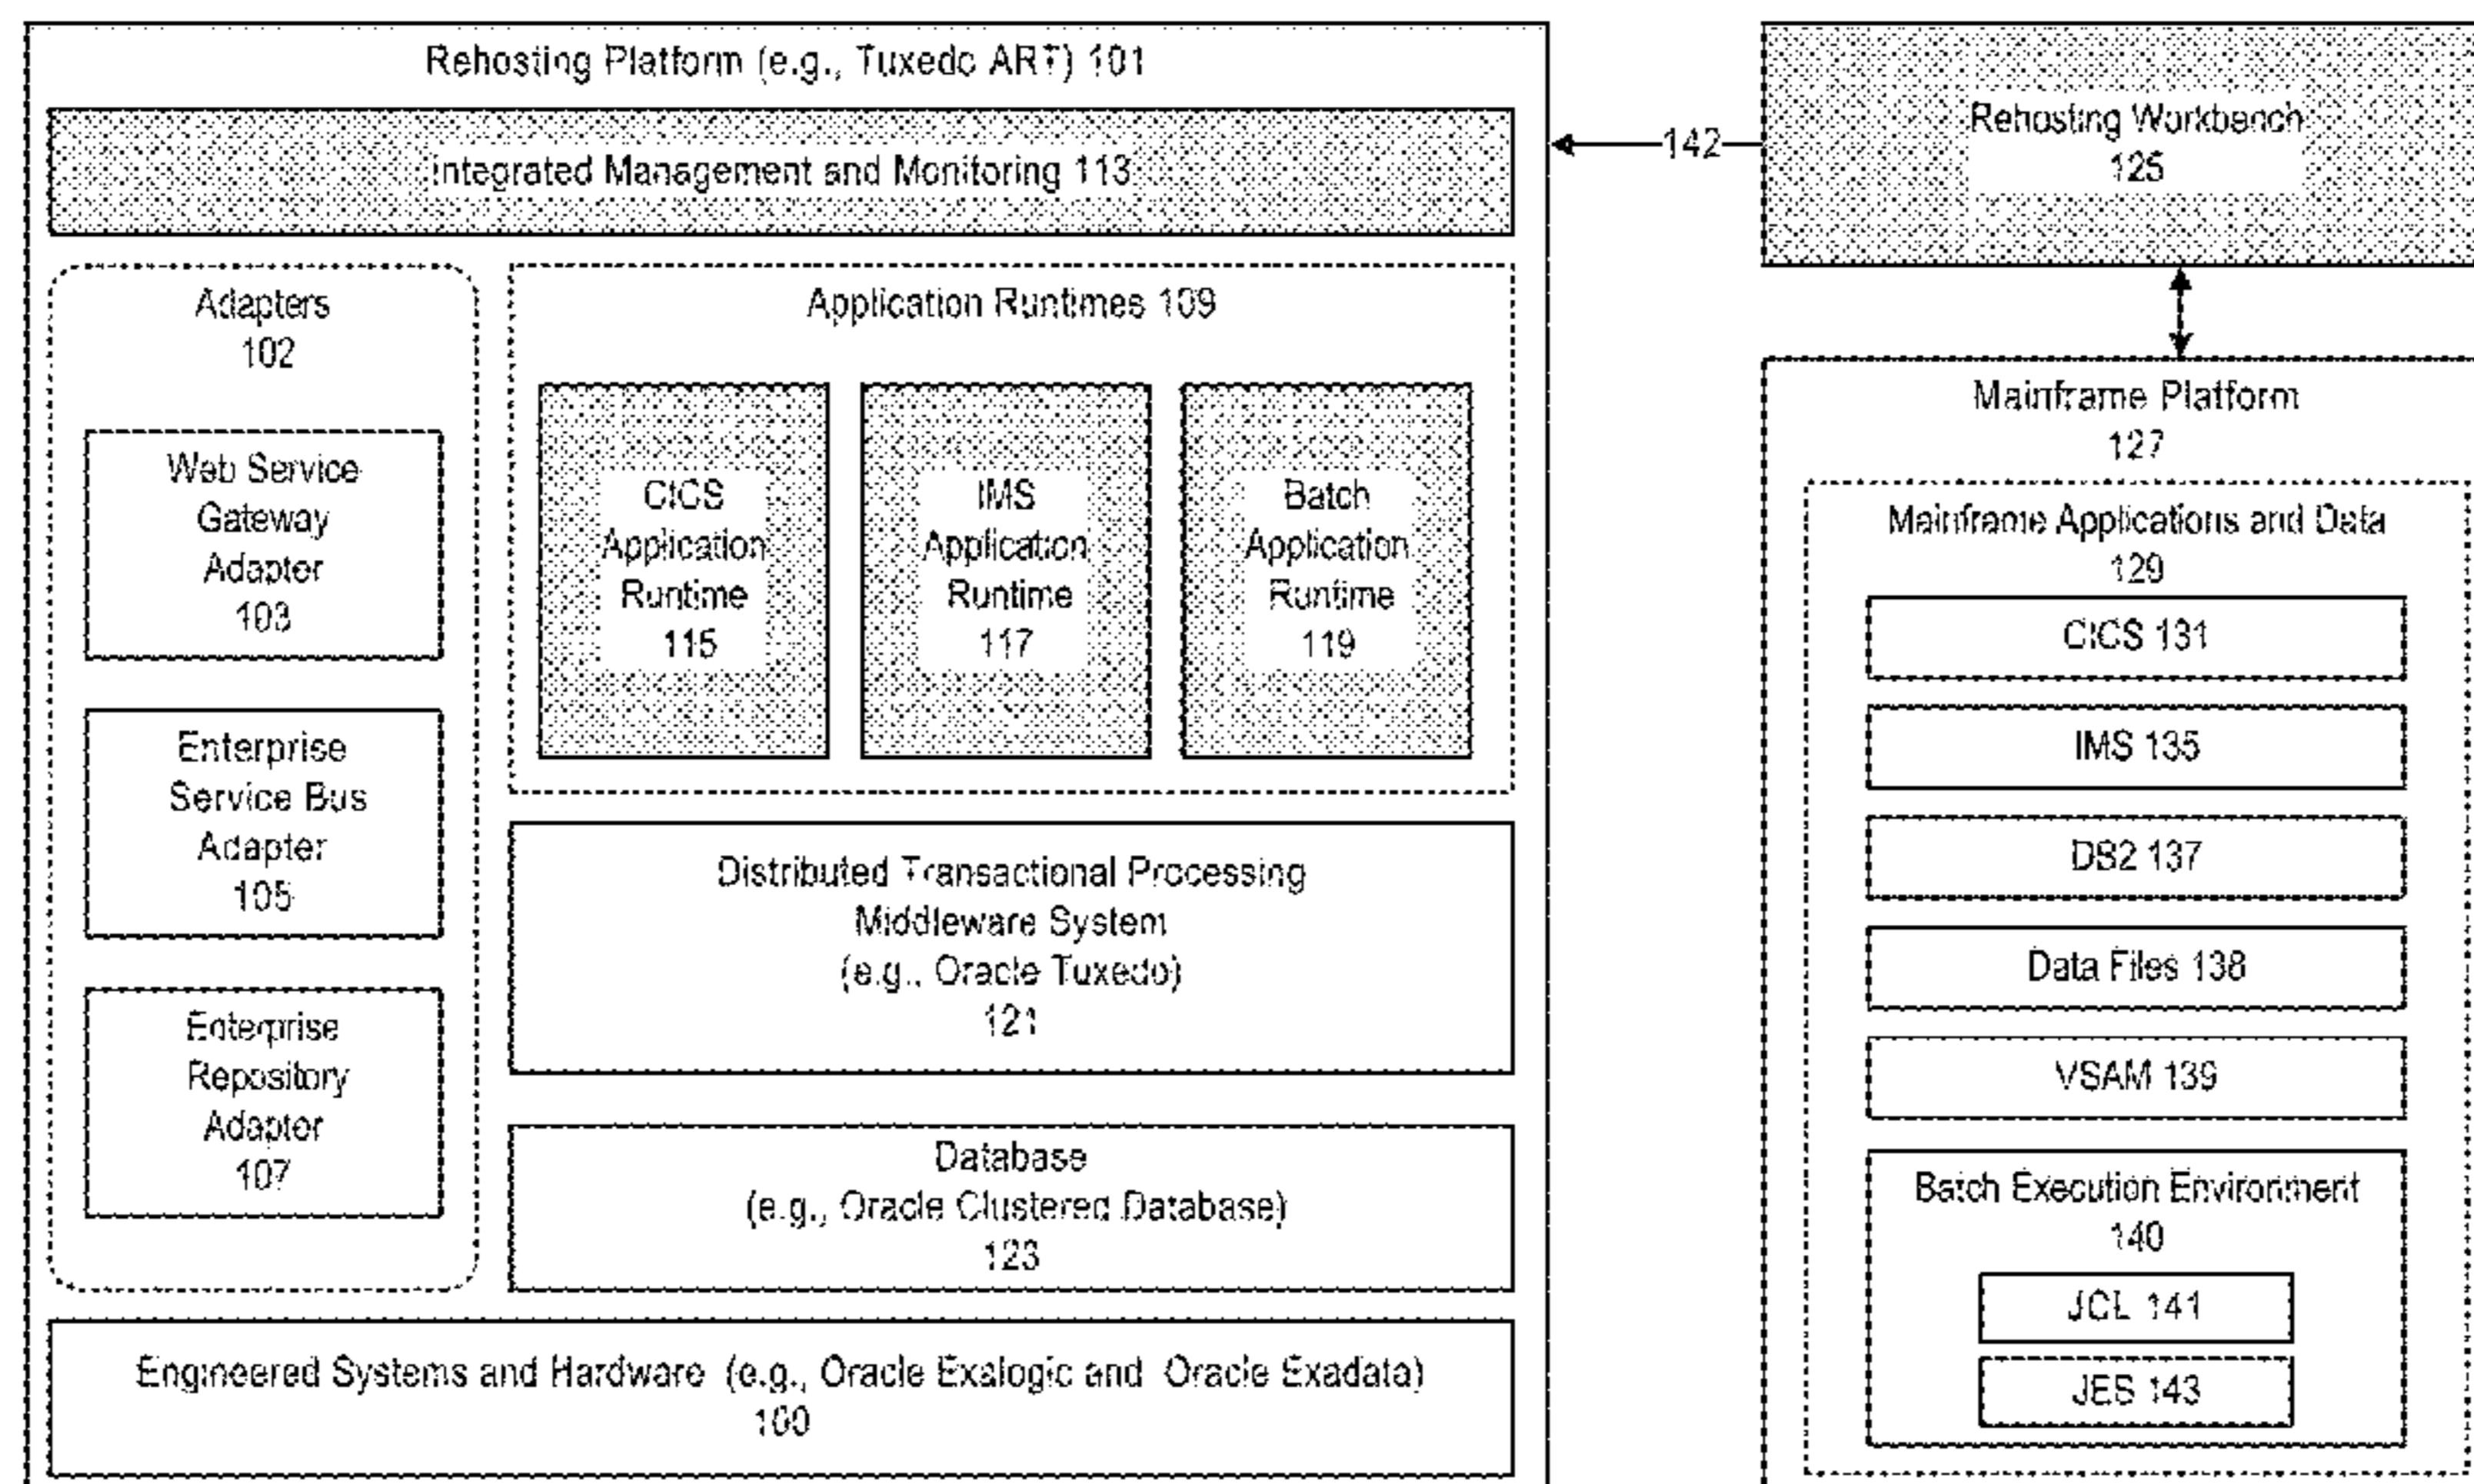 Rehosting Platform (e.g., Tuxedo ART) 101
Integrated Management and Monitoring 113
Adapters
102
Web Service
Gateway
Adapter
103
Enterprise
Service Bus
Adapter
105
Enterprise
Repository
Adapter
107
Application Runtimes 109
CICS
Application
Runtime
115
IMS
Application
Runtime
117
Batch
Application
Runtime
119
Distributed Transactional Processing
Middleware System
(e.g., Oracle Tuxedo)
121
Database
(e.g., Oracle Clustered Database)
123
Engineered Systems and Hardware (e.g., Oracle Exalogic and Oracle Exadata)
100
142
Rehosting Workbench
125
Mainframe Platform
127
Mainframe Applications and Data
129
CICS 131
IMS 135
DB2 137
Data Files 138
VSAM 139
Batch Execution Environment
140
JCL 141
JES 143